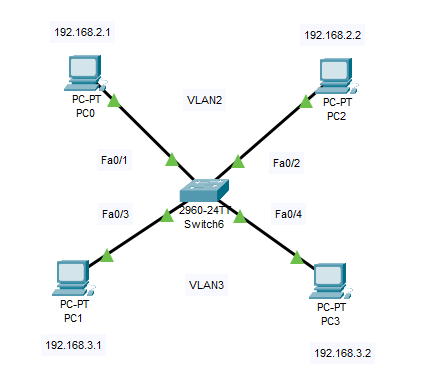 192.168.2.1
192.168.2.2
PC-PT
PC0
VLAN2
PC-PT
PC2
Fa0/1
Fa0/2
2960-24TT
Switch6
Fa0/3
Fa0/4
PC-PT
PC1
VLAN3
PC-PT
PC3
192.168.3.1
192.168.3.2